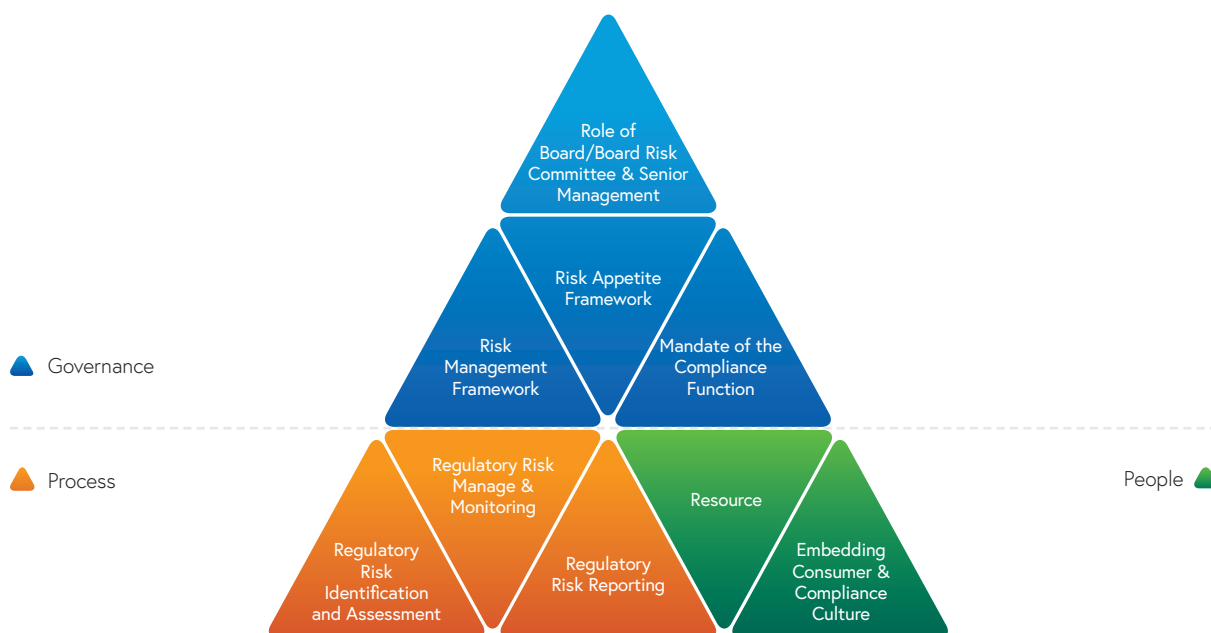 Role of
Board/Board Risk
Committee & Senior
Management
Risk Appetite
Framework
Risk
Management
Framework
Mandate of the
Compliance
Function
Governance
Process
People
Regulatory Risk
Manage &
Monitoring
Resource
Regulatory
Risk
Identification
and Assessment
Regulatory
Risk Reporting
Embedding
Consumer &
Compliance
Culture